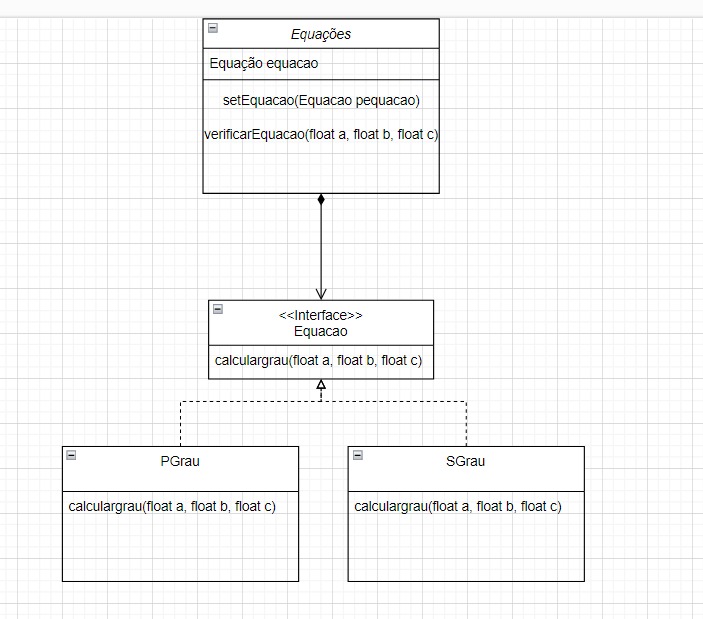 Equações
Equação equacao
setEquacao(Equacao pequacao)
verificarEquacao(float a, float b, float c)
<<Interface>>
Equacao
calculargrau(float a, float b, float c)
PGrau
calculargrau(float a, float b, float c)
SGrau
calculargrau(float a, float b, float c)